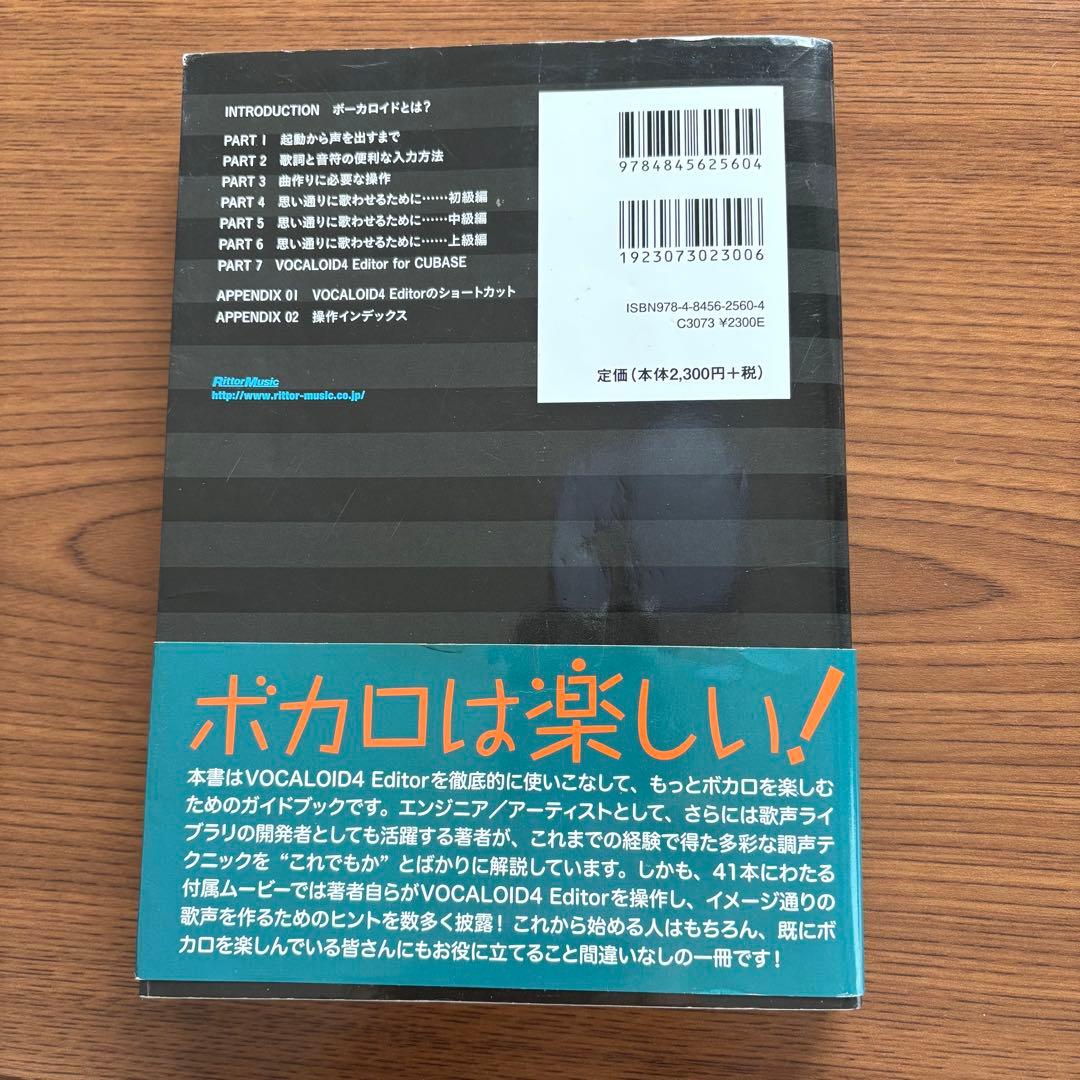 INTRODUCTION ボーカロイドとは?
PART 1 起動から声を出すまで
PART 2 歌詞と音符の便利な入力方法
PART 3 曲作りに必要な操作
PART 4 思い通りに歌わせるために……初級編
PART 5 思い通りに歌わせるために……中級編
PART 6 思い通りに歌わせるために……上級編
PART 7 VOCALOID4 Editor for CUBASE
APPENDIX 01 VOCALOID4 Editorのショートカット
APPENDIX 02 操作インデックス
RittorMusic
http://www.rittor-music.co.jp/
9784845625604
1923073023006
ISBN978-4-8456-2560-4
C3073 ¥2300E
定価(本体2,300円+税)
ボカロは楽しい!
本書はVOCALOID4 Editorを徹底的に使いこなして、もっとボカロを楽しむ
ためのガイドブックです。エンジニア/アーティストとして、さらには歌声ライ
ブラリの開発者としても活躍する著者が、これまでの経験で得た多彩な調声テ
クニックを“これでもか”とばかりに解説しています。しかも、41本にわたる
付属ムービーでは著者自らがVOCALOID4 Editorを操作し、イメージ通りの
歌声を作るためのヒントを数多く披露! これから始める人はもちろん、既にボ
カロを楽しんでいる皆さんにもお役に立てること間違いなしの一冊です!